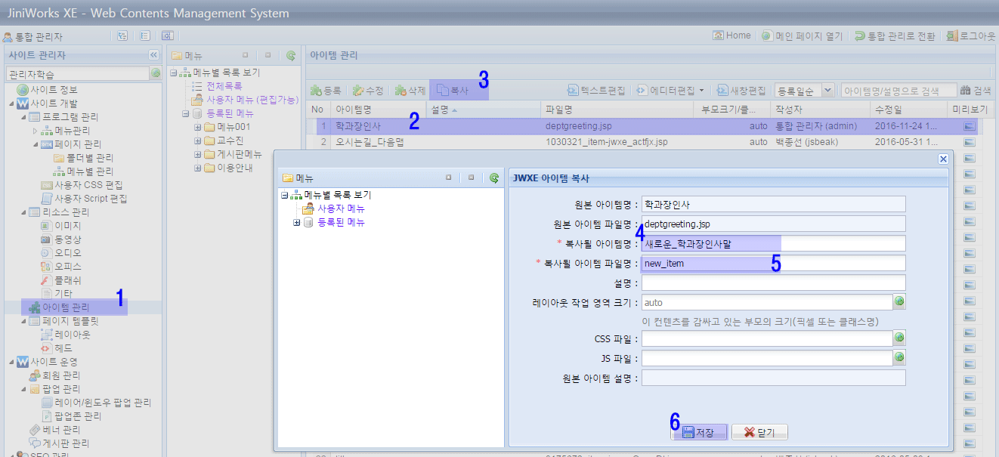 JiniWorks XE - Web Contents Management System
통합 관리자
Home 메인 페이지 열기 통합 관리로 전환 로그아웃
사이트 관리자
관리자학습
사이트 정보
사이트 개발
프로그램 관리
메뉴관리
페이지 관리
폴더별 관리
메뉴별 관리
사용자 CSS 편집
사용자 Script 편집
리소스 관리
이미지
동영상
오디오
오피스
플래쉬
기타
1
아이템 관리
페이지 템플릿
레이아웃
헤드
사이트 운영
회원 관리
팝업 관리
레이어/윈도우 팝업 관리
팝업존 관리
배너 관리
게시판 관리
SEO 관리
메뉴
메뉴별 목록 보기
전체목록
사용자 메뉴 (편집가능)
등록된 메뉴
메뉴001
교수진
게시판메뉴
이용안내
아이템 관리
3
등록 수정 삭제 복사 텍스트편집 에디터편집 새창편집 등록일순 아이템명/설명으로 검색 검색
No 아이템명 설명 파일명 부모크기/클... 작성자 수정일 미리보기
2
1 학과장인사 deptgreeting.jsp auto 통합 관리자 (admin) 2016-11-24 1...
2 오시는길_다음맵 1030321_item-jwxe_actfjx.jsp auto 백종선 (jsbeak) 2016-05-31 1...
메뉴
메뉴별 목록 보기
사용자 메뉴
등록된 메뉴
JWXE 아이템 복사
원본 아이템명 : 학과장인사
원본 아이템 파일명 : deptgreeting.jsp
4
* 복사될 아이템명 : 새로운_학과장인사말
* 복사될 아이템 파일명 : new_item
5
설명 :
레이아웃 작업 영역 크기 : auto
이 컨텐츠를 감싸고 있는 부모의 크기(픽셀 또는 클래스명)
CSS 파일 :
JS 파일 :
원본 아이템 설명 :
6
저장 닫기